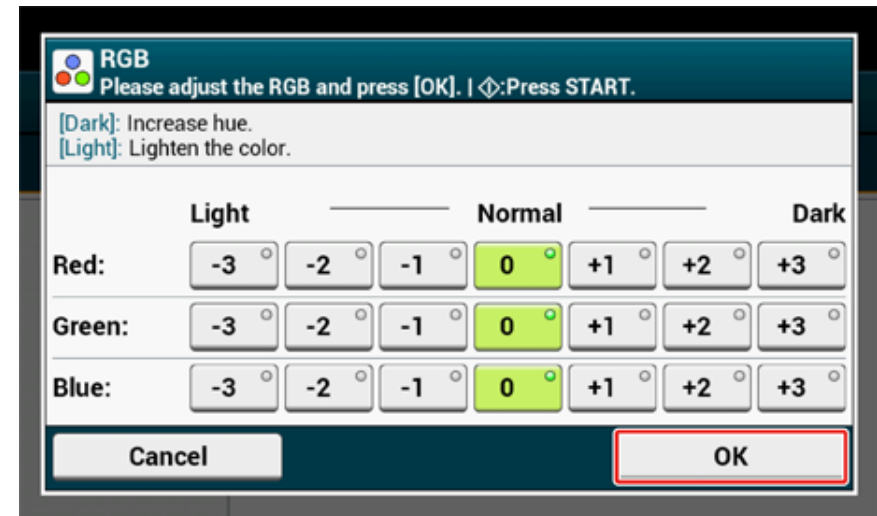 RGB
Please adjust the RGB and press [OK]. | :Press START.
[Dark]: Increase hue.
[Light]: Lighten the color.
Light Normal Dark
Red: -3 -2 -1 0 +1 +2 +3
Green: -3 -2 -1 0 +1 +2 +3
Blue: -3 -2 -1 0 +1 +2 +3
Cancel OK